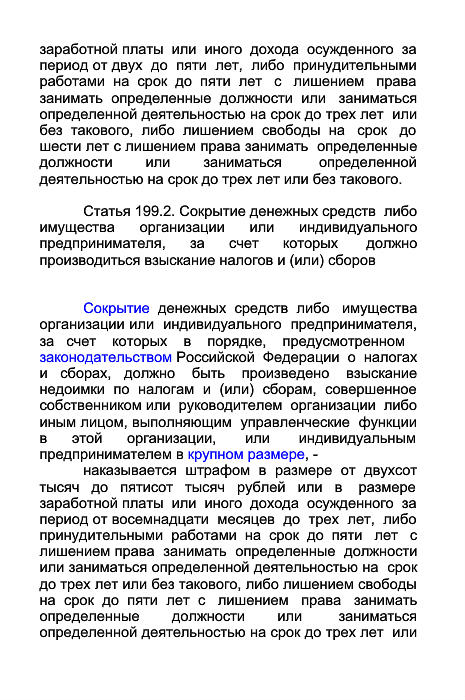 заработной платы или иного дохода осужденного за
период от двух до пяти лет, либо принудительными
работами на срок до пяти лет с лишением права
занимать определенные должности или заниматься
определенной деятельностью на срок до трех лет или
без такового, либо лишением свободы на срок до
шести лет с лишением права занимать определенные
должности или заниматься определенной
деятельностью на срок до трех лет или без такового.
Статья 199.2. Сокрытие денежных средств либо
имущества организации или индивидуального
предпринимателя, за счет которых должно
производиться взыскание налогов и (или) сборов
Сокрытие денежных средств либо имущества
организации или индивидуального предпринимателя,
за счет которых в порядке, предусмотренном
законодательством Российской Федерации о налогах
и сборах, должно быть произведено взыскание
недоимки по налогам и (или) сборам, совершенное
собственником или руководителем организации либо
иным лицом, выполняющим управленческие функции
в этой организации, или индивидуальным
предпринимателем в крупном размере, -
наказывается штрафом в размере от двухсот
тысяч до пятисот тысяч рублей или в размере
заработной платы или иного дохода осужденного за
период от восемнадцати месяцев до трех лет, либо
принудительными работами на срок до пяти лет с
лишением права занимать определенные должности
или заниматься определенной деятельностью на срок
до трех лет или без такового, либо лишением свободы
на срок до пяти лет с лишением права занимать
определенные должности или заниматься
определенной деятельностью на срок до трех лет или